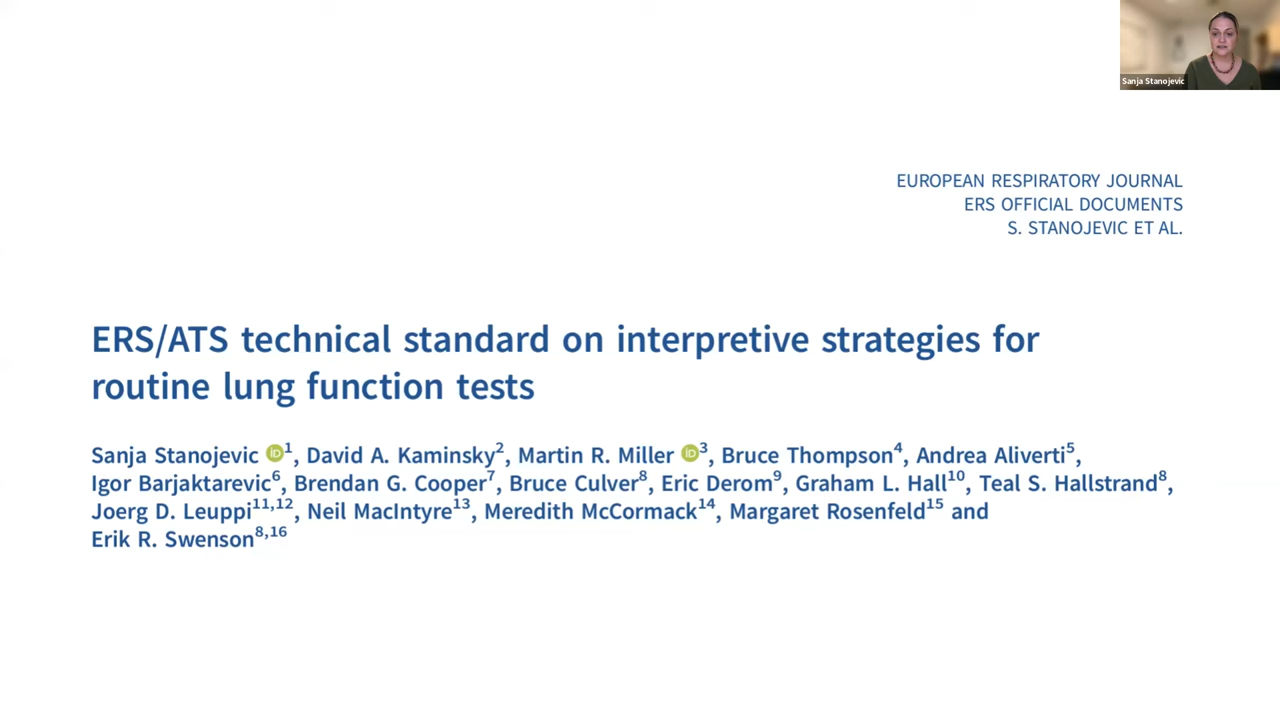 Sanja Stanojevic
EUROPEAN RESPIRATORY JOURNAL
ERS OFFICIAL DOCUMENTS
S. STANOJEVIC ET AL.
ERS/ATS technical standard on interpretive strategies for
routine lung function tests
Sanja Stanojevic iD 1, David A. Kaminsky2, Martin R. Miller iD 3, Bruce Thompson4, Andrea Aliverti5,
Igor Barjaktarevic6, Brendan G. Cooper7, Bruce Culver8, Eric Derom9, Graham L. Hall10, Teal S. Hallstrand8,
Joerg D. Leuppi11,12, Neil MacIntyre13, Meredith McCormack14, Margaret Rosenfeld15 and
Erik R. Swenson8,16